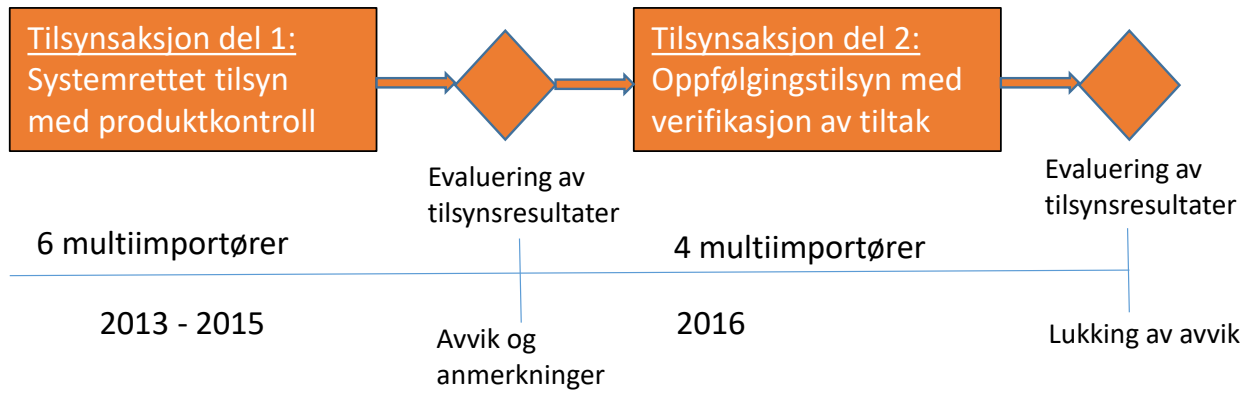 Tilsynsaksjon del 1:
Systemrettet tilsyn
med produktkontroll
Evaluering av
tilsynsresultater
Tilsynsaksjon del 2:
Oppfølgingstilsyn med
verifikasjon av tiltak
Evaluering av
tilsynsresultater
6 multiimportører
4 multiimportører
2013 - 2015
Avvik og
anmerkninger
2016
Lukking av avvik